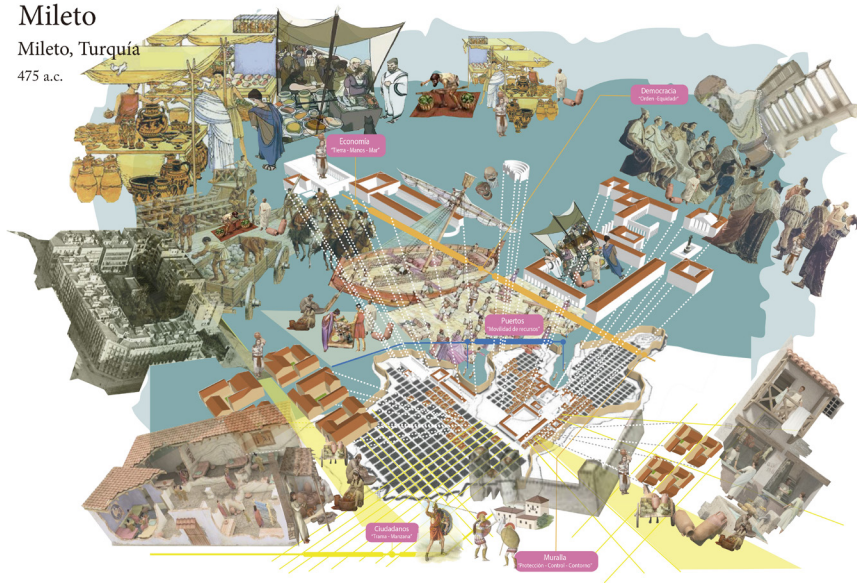 Mileto
Mileto, Turquía
475 a.c.
Democracia
"Orden -Igualada"
Economía
"Tierra - Manos - Mar"
Puertos
"Movilidad de recursos"
Ciudadanos
"Trama - Manzana"
Muralla
"Protección - Control - Contorno"